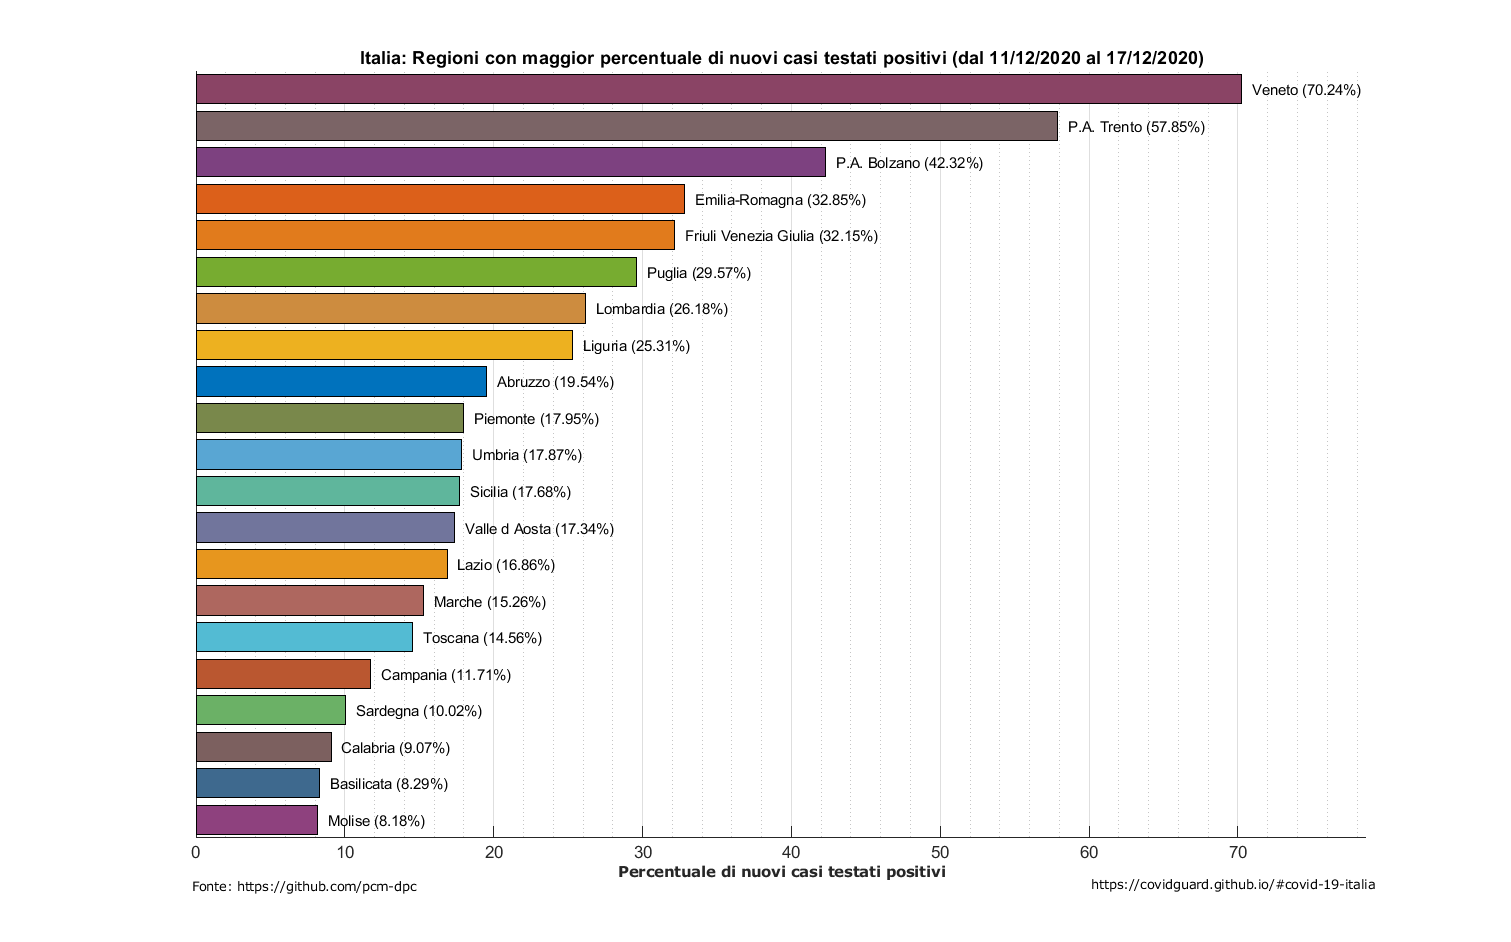 Italia: Regioni con maggior percentuale di nuovi casi testati positivi (dal 11/12/2020 al 17/12/2020)
Veneto (70.24%)
P.A. Trento (57.85%)
P.A. Bolzano (42.32%)
Emilia-Romagna (32.85%)
Friuli Venezia Giulia (32.15%)
Puglia (29.57%)
Lombardia (26.18%)
Liguria (25.31%)
Abruzzo (19.54%)
Piemonte (17.95%)
Umbria (17.87%)
Sicilia (17.68%)
Valle d Aosta (17.34%)
Lazio (16.86%)
Marche (15.26%)
Toscana (14.56%)
Campania (11.71%)
Sardegna (10.02%)
Calabria (9.07%)
Basilicata (8.29%)
Molise (8.18%)
0 10 20 30 40 50 60 70
Percentuale di nuovi casi testati positivi
Fonte: https://github.com/pcm-dpc
https://covidguard.github.io/#covid-19-italia